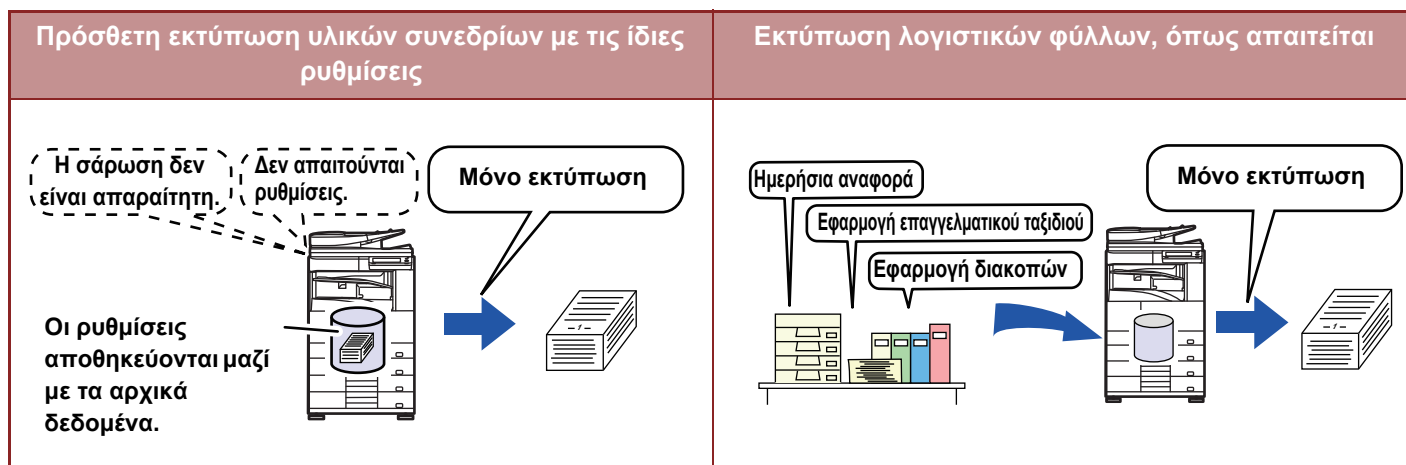 Πρόσθετη εκτύπωση υλικών συνεδρίων με τις ίδιες
ρυθμίσεις
Εκτύπωση λογιστικών φύλλων, όπως απαιτείται
Η σάρωση δεν
είναι απαραίτητη.
Δεν απαιτούνται
ρυθμίσεις.
Μόνο εκτύπωση
Οι ρυθμίσεις
αποθηκεύονται μαζί
με τα αρχικά
δεδομένα.
–1–
Ημερήσια αναφορά
Εφαρμογή επαγγελματικού ταξιδιού
Εφαρμογή διακοπών
Μόνο εκτύπωση
–1–